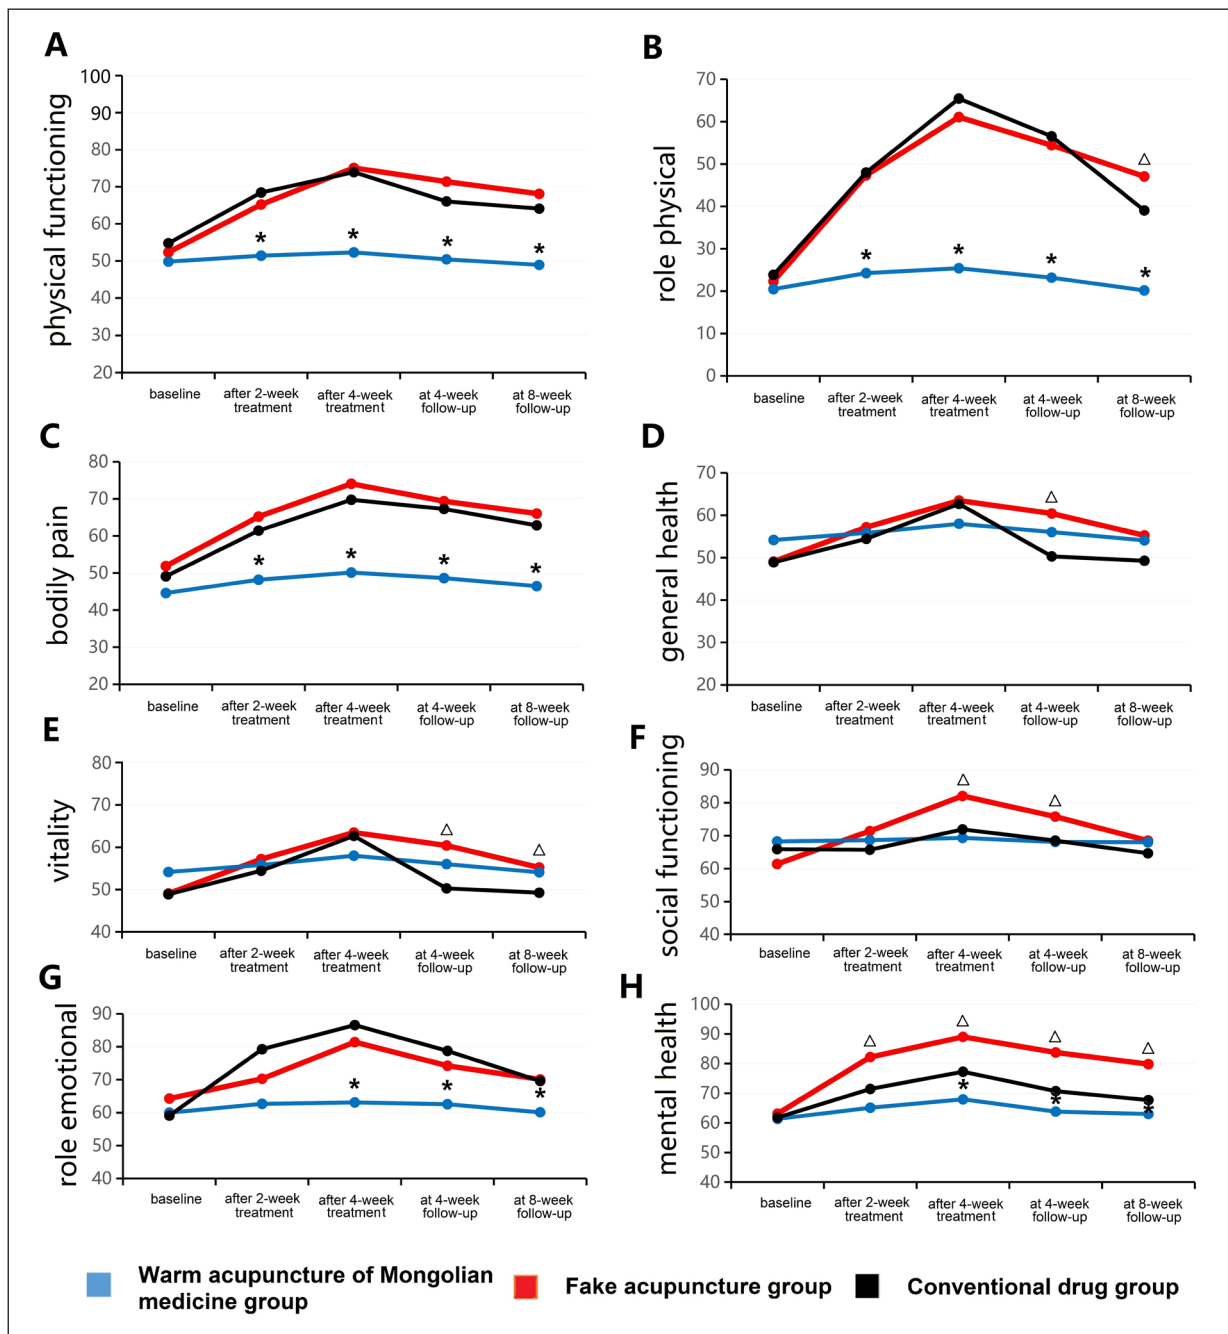 A
physical functioning
100
90
80
70
60
50
40
30
20
baseline
after 2-week
treatment
after 4-week
treatment
at 4-week
follow-up
at 8-week
follow-up
*
*
*
*
B
role physical
70
60
50
40
30
20
10
0
baseline
after 2-week
treatment
after 4-week
treatment
at 4-week
follow-up
at 8-week
follow-up
*
*
*
*
△
C
bodily pain
80
70
60
50
40
30
20
baseline
after 2-week
treatment
after 4-week
treatment
at 4-week
follow-up
at 8-week
follow-up
*
*
*
*
D
general health
70
60
50
40
30
20
baseline
after 2-week
treatment
after 4-week
treatment
at 4-week
follow-up
at 8-week
follow-up
△
E
vitality
80
70
60
50
40
baseline
after 2-week
treatment
after 4-week
treatment
at 4-week
follow-up
at 8-week
follow-up
△
△
F
social functioning
90
80
70
60
50
40
baseline
after 2-week
treatment
after 4-week
treatment
at 4-week
follow-up
at 8-week
follow-up
△
△
G
role emotional
90
80
70
60
50
40
baseline
after 2-week
treatment
after 4-week
treatment
at 4-week
follow-up
at 8-week
follow-up
*
*
*
H
mental health
100
90
80
70
60
50
40
baseline
after 2-week
treatment
after 4-week
treatment
at 4-week
follow-up
at 8-week
follow-up
△
△
△
△
*
*
*
Warm acupuncture of Mongolian
medicine group
Fake acupuncture group
Conventional drug group